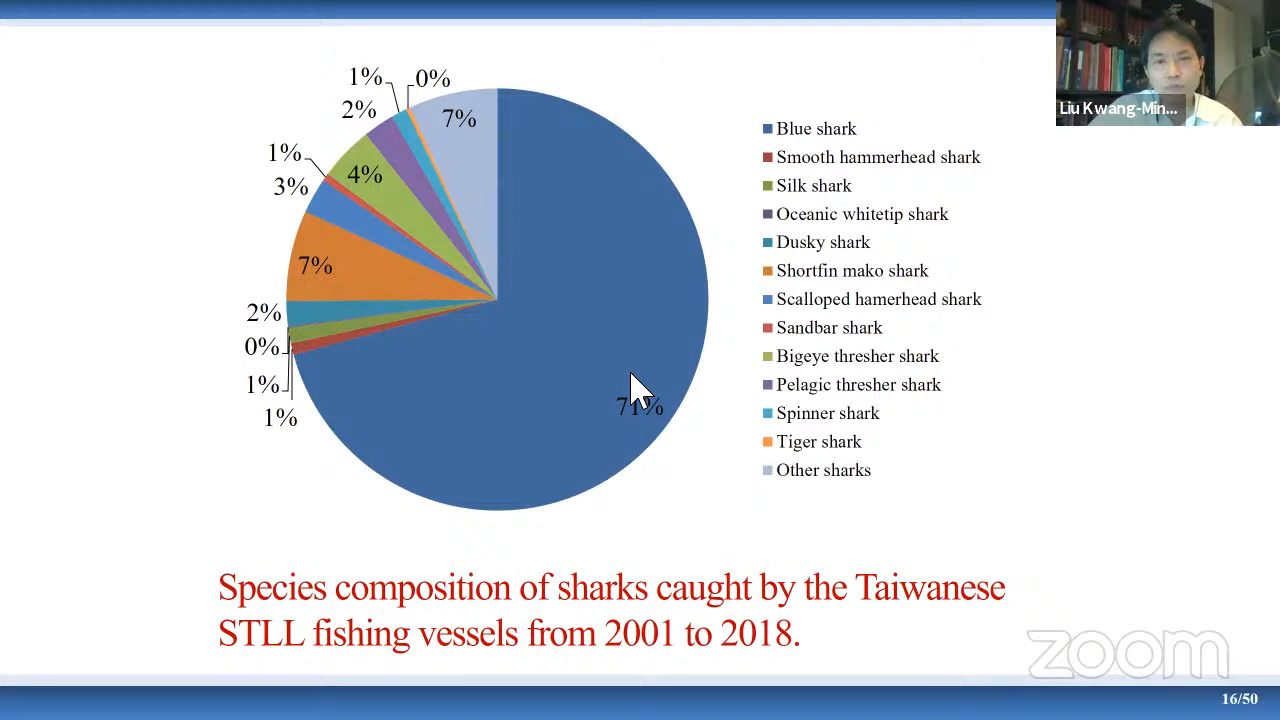 1%
0%
2%
7%
1%
4%
3%
7%
2%
0%
1%
1%
71%
Blue shark
Smooth hammerhead shark
Silk shark
Oceanic whitetip shark
Dusky shark
Shortfin mako shark
Scalloped hamerhead shark
Sandbar shark
Bigeye thresher shark
Pelagic thresher shark
Spinner shark
Tiger shark
Other sharks
Liu Kwang-Min...
Species composition of sharks caught by the Taiwanese
STLL fishing vessels from 2001 to 2018.
zoom
16/50